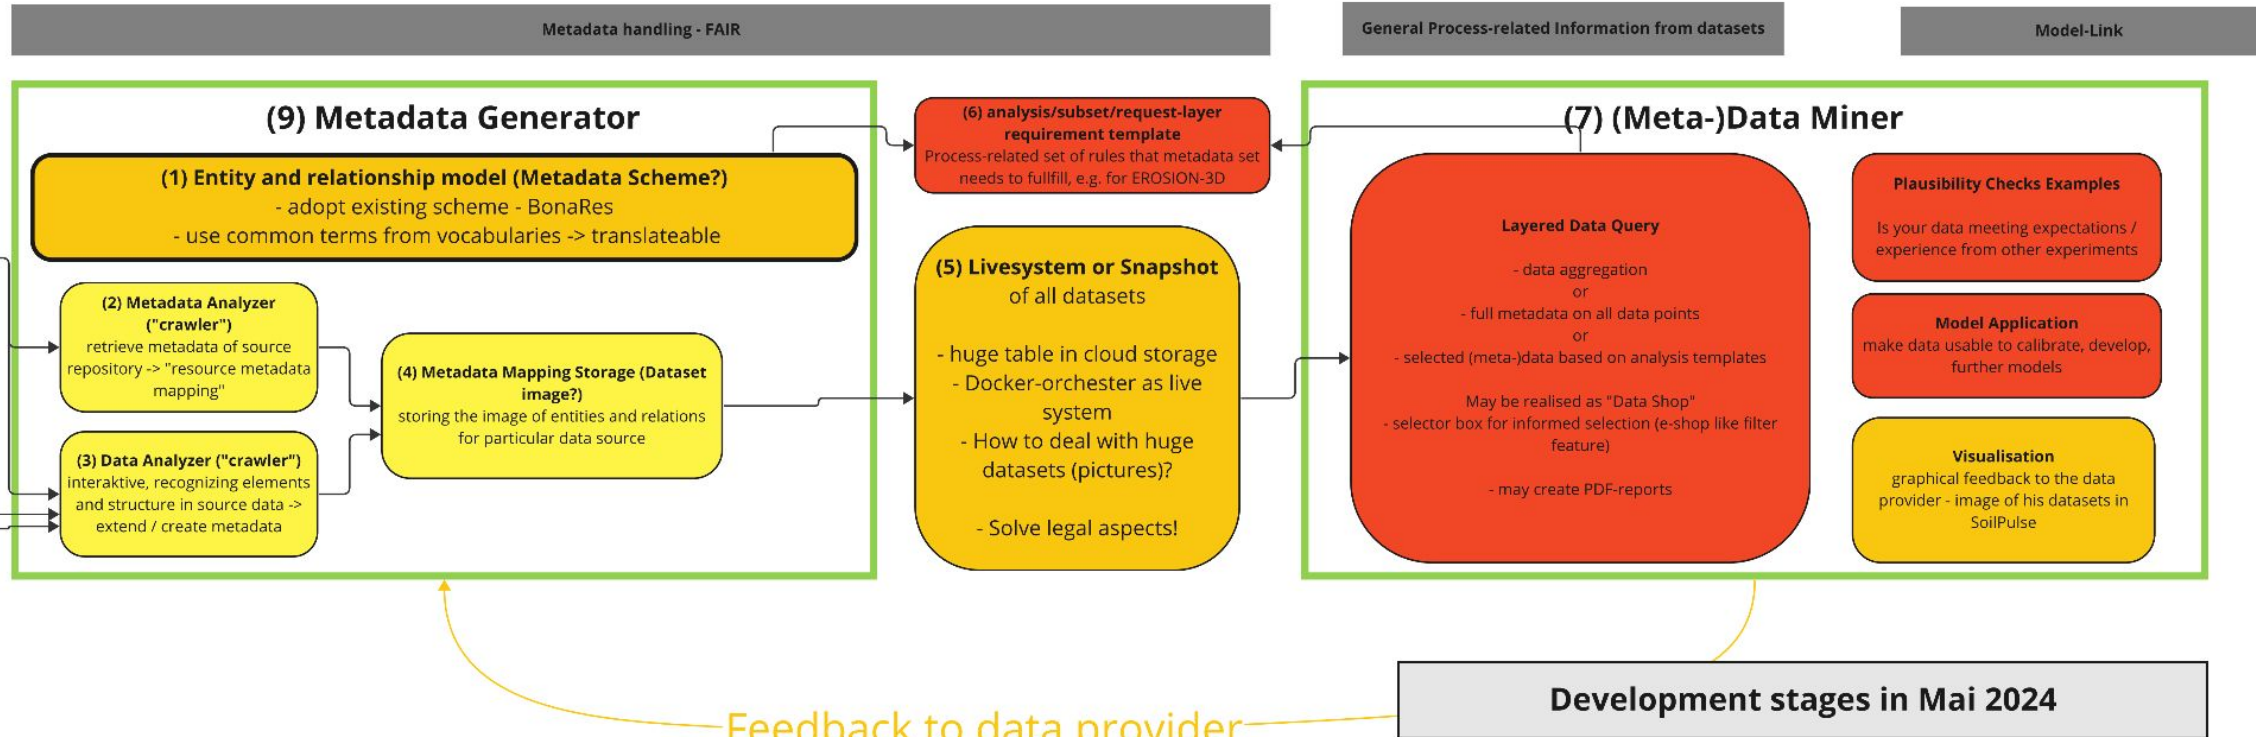 Metadata handling - FAIR
General Process-related Information from datasets
Model-Link
(9) Metadata Generator
(1) Entity and relationship model (Metadata Scheme?)
- adopt existing scheme - BonaRes
- use common terms from vocabularies -> translateable
(2) Metadata Analyzer
("crawler")
retrieve metadata of source
repository -> "resource metadata
mapping"
(3) Data Analyzer ("crawler")
interaktive, recognizing elements
and structure in source data ->
extend / create metadata
(4) Metadata Mapping Storage (Dataset
image?)
storing the image of entities and relations
for particular data source
(6) analysis/subset/request-layer
requirement template
Process-related set of rules that metadata set
needs to fullfill, e.g. for EROSION-3D
(5) Livesystem or Snapshot
of all datasets
- huge table in cloud storage
- Docker-orchester as live
system
- How to deal with huge
datasets (pictures)?
- Solve legal aspects!
(7) (Meta-)Data Miner
Layered Data Query
- data aggregation
or
- full metadata on all data points
or
- selected (meta-)data based on analysis templates
May be realised as "Data Shop"
- selector box for informed selection (e-shop like filter
feature)
- may create PDF-reports
Plausibility Checks Examples
Is your data meeting expectations /
experience from other experiments
Model Application
make data usable to calibrate, develop,
further models
Visualisation
graphical feedback to the data
provider - image of his datasets in
SoilPulse
Feedback to data provider
Development stages in Mai 2024